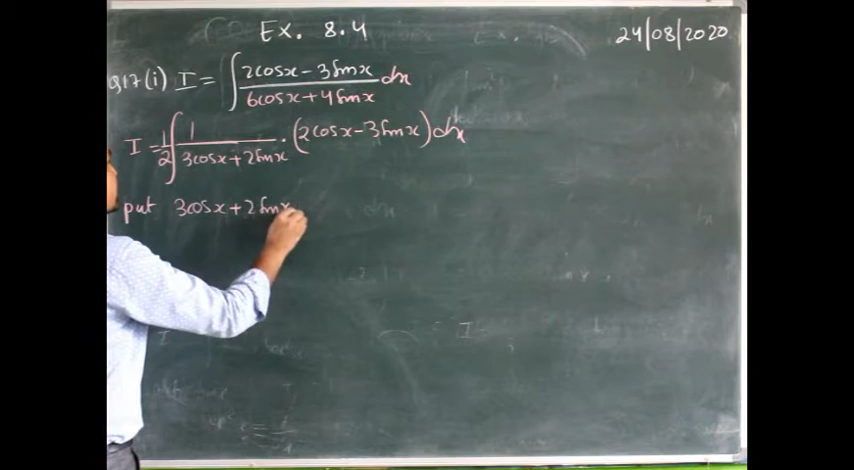 Ex. 8.4
24/08/2020
Q17(i) I = ∫ (2cosx - 3sinx)/(6cosx + 4sinx) dx
I = 1/2 ∫ 1/(3cosx + 2sinx) . (2cosx - 3sinx) dx
put 3cosx + 2sinx